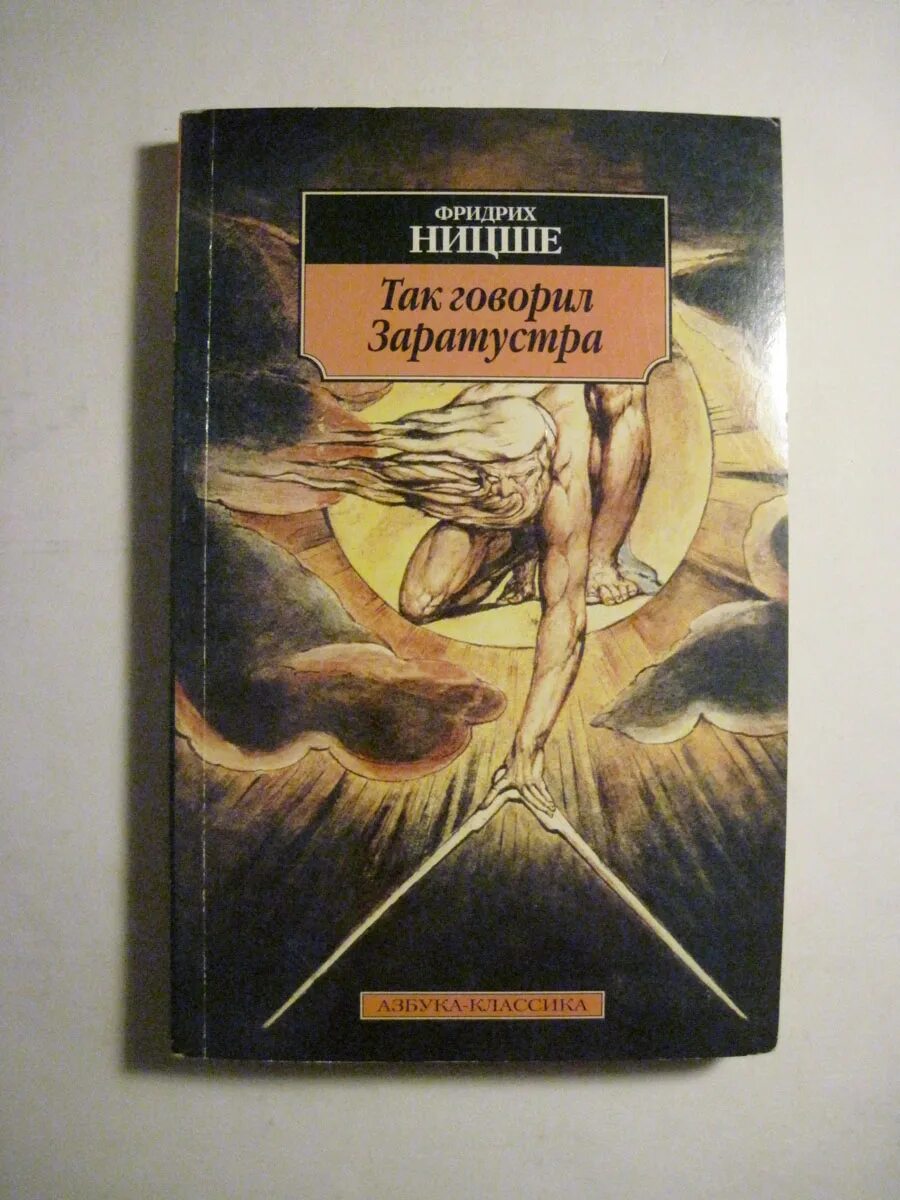 ФРИДРИХ
НИЦШЕ
Так говорил
Заратустра
АЗБУКА-КЛАССИКА